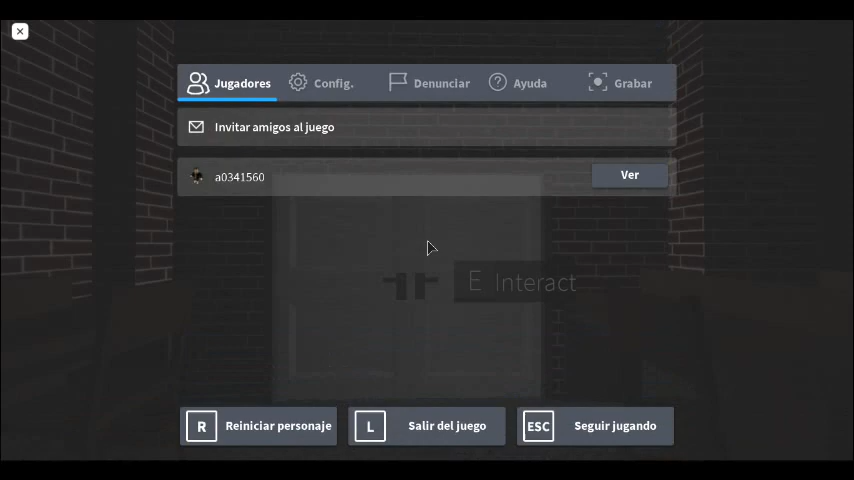 Jugadores
Config.
Denunciar
Ayuda
Grabar
Invitar amigos al juego
a0341560
Ver
E Interact
R Reiniciar personaje
L Salir del juego
ESC Seguir jugando